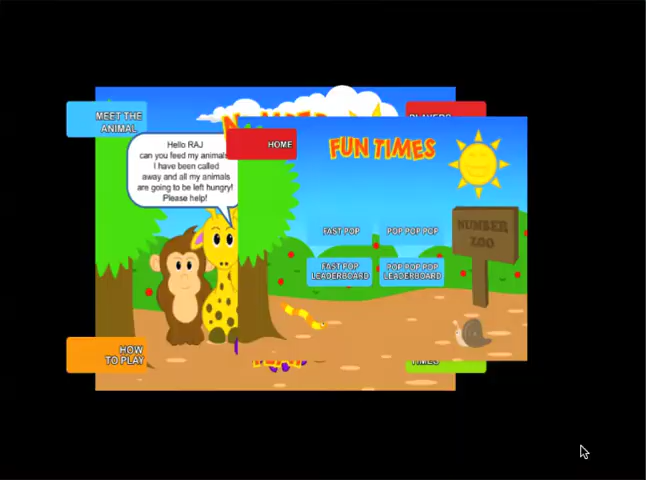 MEET THE
ANIMAL
PLAYERS
Hello RAJ
can you feed my animals
I have been called
away and all my animals
are going to be left hungry!
Please help!
HOME
FUN TIMES
FAST POP
POP POP POP
FAST POP
LEADERBOARD
POP POP POP
LEADERBOARD
NUMBER
ZOO
HOW
TO PLAY
TIMES